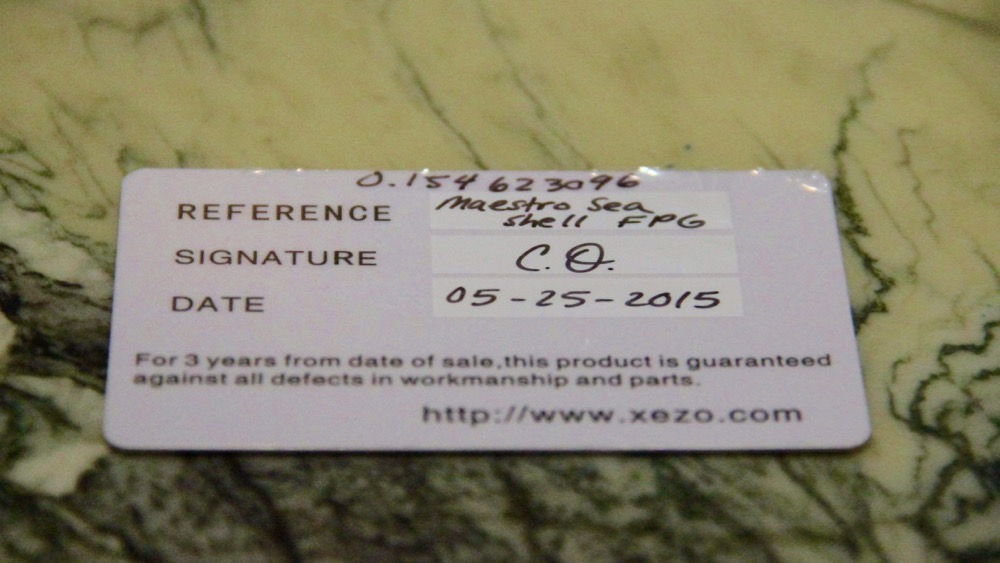 0.154623096
REFERENCE Maestro Sea
shell FPG
SIGNATURE C.O.
DATE 05-25-2015
For 3 years from date of sale,this product is guaranteed
against all defects in workmanship and parts.
http://www.xezo.com